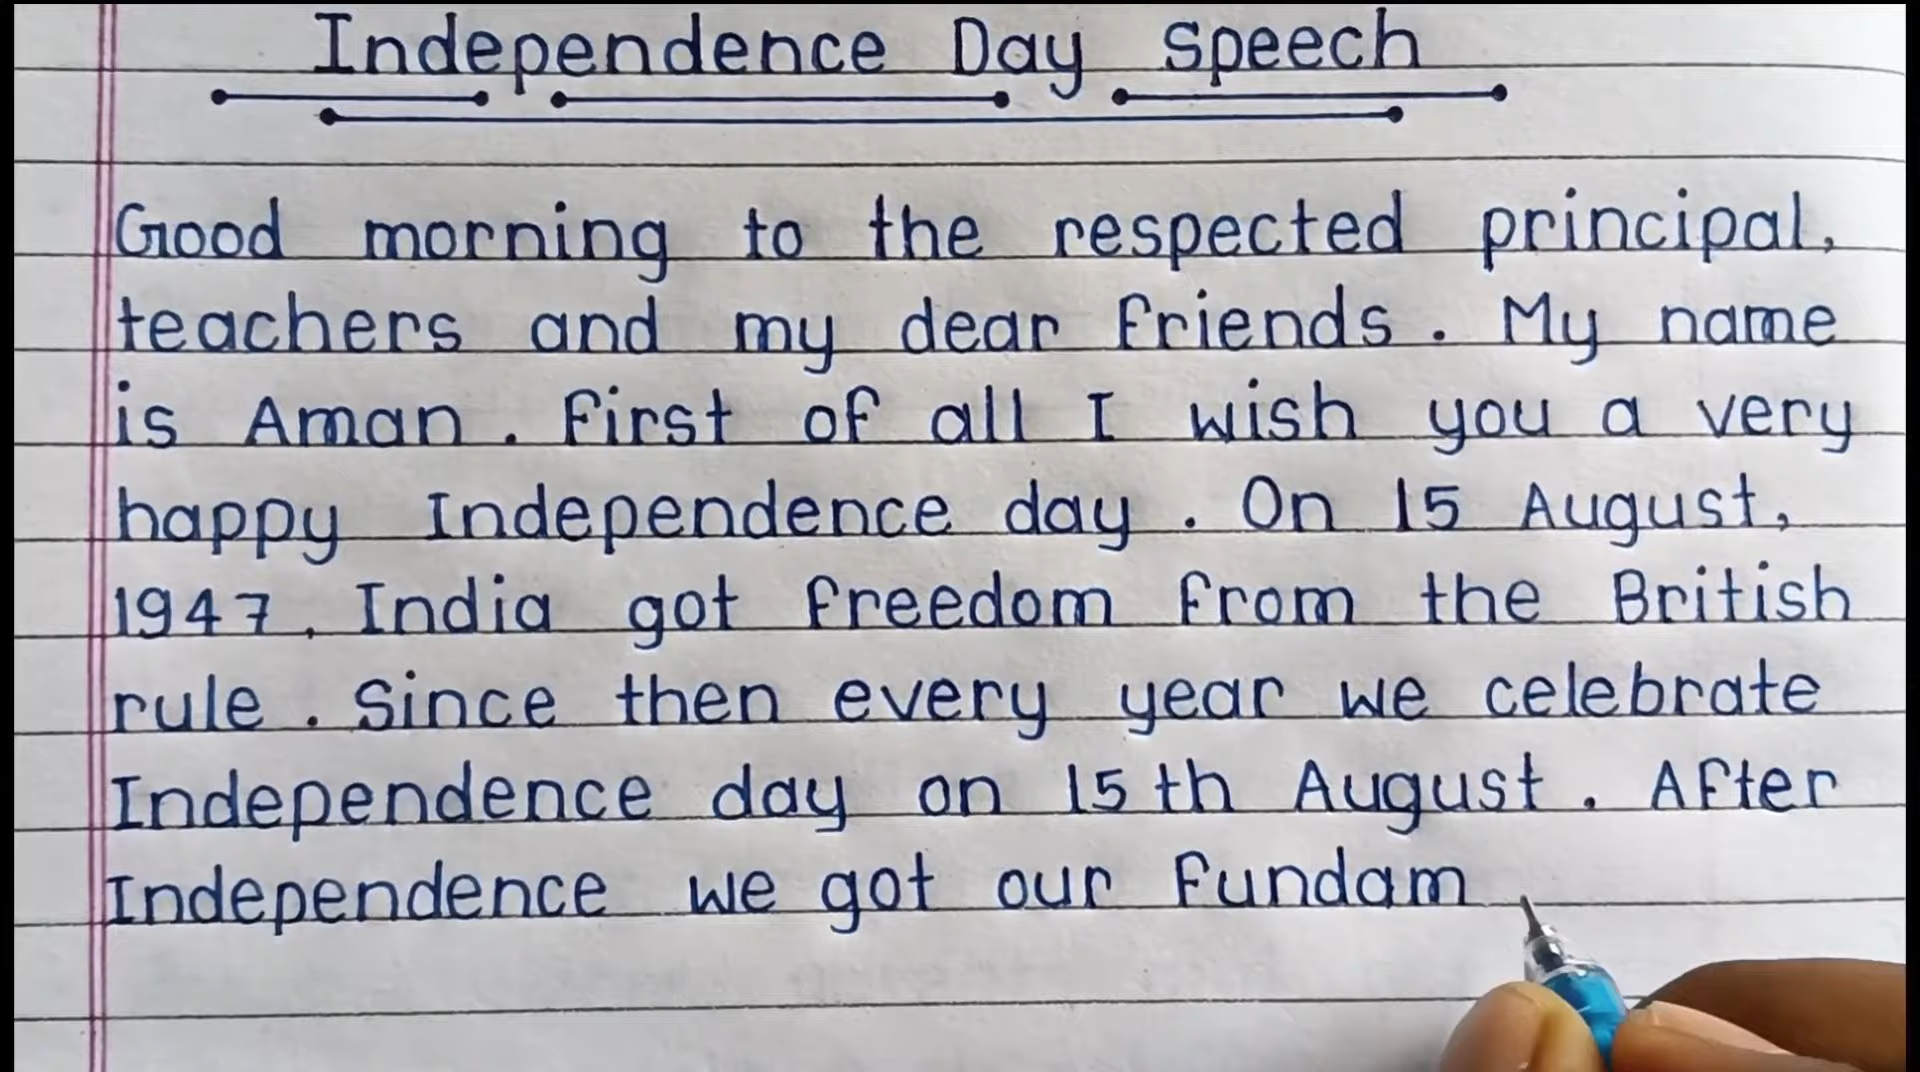 Independence Day Speech
Good morning to the respected principal,
teachers and my dear friends. My name
is Aman. First of all I wish you a very
happy Independence day. On 15 August,
1947, India got freedom from the British
rule. Since then every year we celebrate
Independence day on 15th August. After
Independence we got our fundam